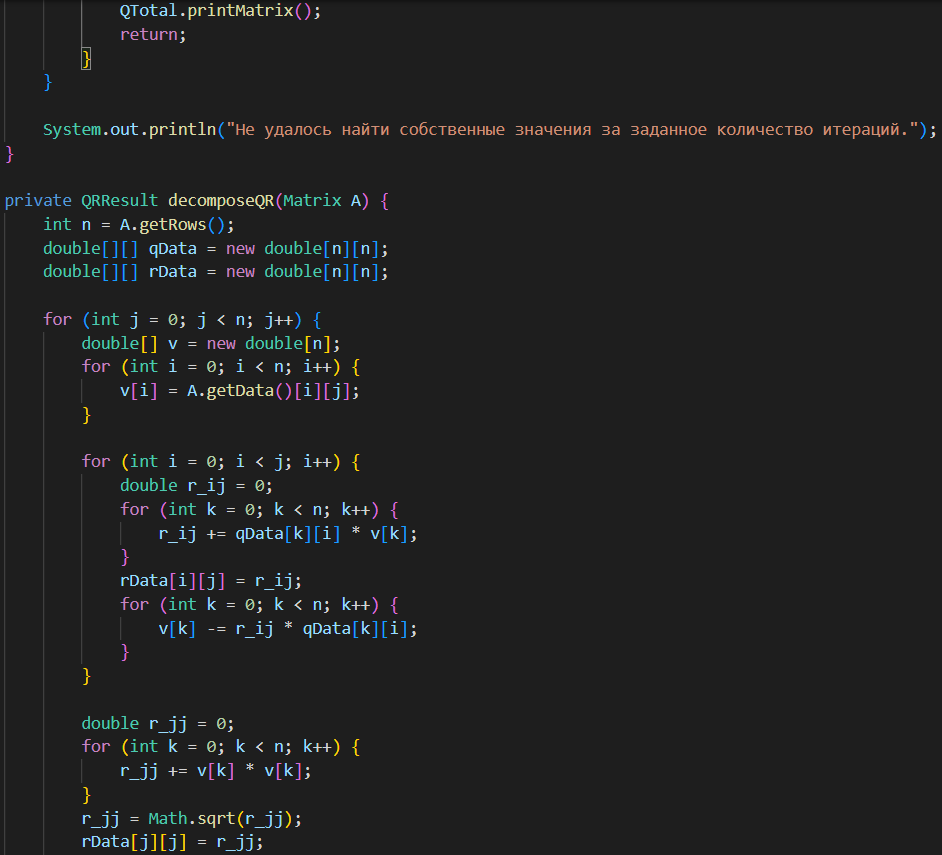 QTotal.printMatrix();
return;
}
}
System.out.println("Не удалось найти собственные значения за заданное количество итераций.");
}
private QRResult decomposeQR(Matrix A) {
int n = A.getRows();
double[][] qData = new double[n][n];
double[][] rData = new double[n][n];
for (int j = 0; j < n; j++) {
double[] v = new double[n];
for (int i = 0; i < n; i++) {
v[i] = A.getData()[i][j];
}
for (int i = 0; i < j; i++) {
double r_ij = 0;
for (int k = 0; k < n; k++) {
r_ij += qData[k][i] * v[k];
}
rData[i][j] = r_ij;
for (int k = 0; k < n; k++) {
v[k] -= r_ij * qData[k][i];
}
}
double r_jj = 0;
for (int k = 0; k < n; k++) {
r_jj += v[k] * v[k];
}
r_jj = Math.sqrt(r_jj);
rData[j][j] = r_jj;